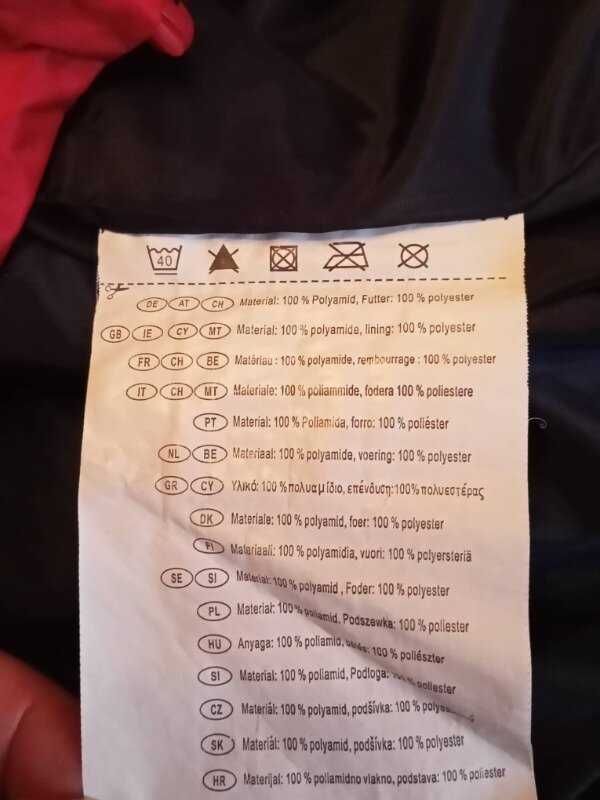 40
DE AT CH Material: 100 % Polyamid, Futter: 100 % polyester
GB IE CY MT Material: 100 % polyamide, lining: 100 % polyester
FR CH BE Matériau : 100 % polyamide, rembourrage : 100 % polyester
IT CH MT Materiale: 100 % poliammide, fodera 100 % poliestere
PT Material: 100 % Poliamida, forro: 100 % poliéster
NL BE Materiaal: 100 % polyamide, voering: 100 % polyester
GR CY Υλικό: 100 % πολυαμίδιο, επένδυση:100% πολυεστέρας
DK Materiale: 100 % polyamid, foer: 100 % polyester
FI Materiaali: 100 % polyamidia, vuori: 100 % polyersteriä
SE SI Material: 100 % polyamid , Foder: 100 % polyester
PL Materiał: 100 % poliamid, Podszewka: 100 % poliester
HU Anyaga: 100 % poliamid, 100 % poliészter
SI Material: 100 % poliamid, Podloga: % poliester
CZ Materiál: 100 % polyamid, podšívka: 100 %
SK Materiál: 100 % polyamid, podšívka: 100 % polyester
HR Materijal: 100 % poliamidno vlakno, postava: 100 % poliester